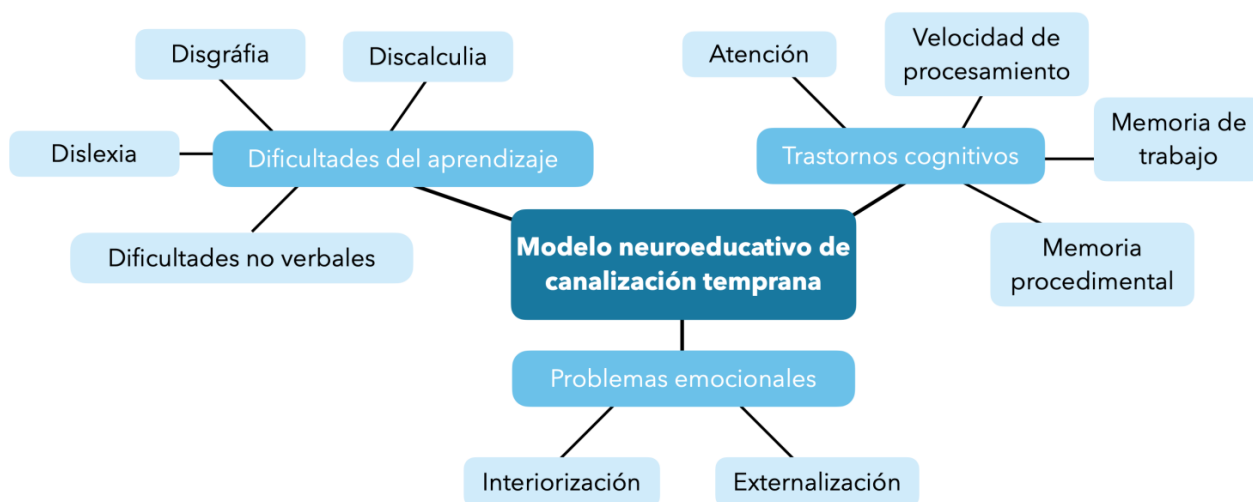 Disgráfia
Discalculia
Dislexia
Dificultades del aprendizaje
Dificultades no verbales
Atención
Velocidad de
procesamiento
Trastornos cognitivos
Memoria de
trabajo
Memoria
procedimental
Modelo neuroeducativo de
canalización temprana
Problemas emocionales
Interiorización
Externalización